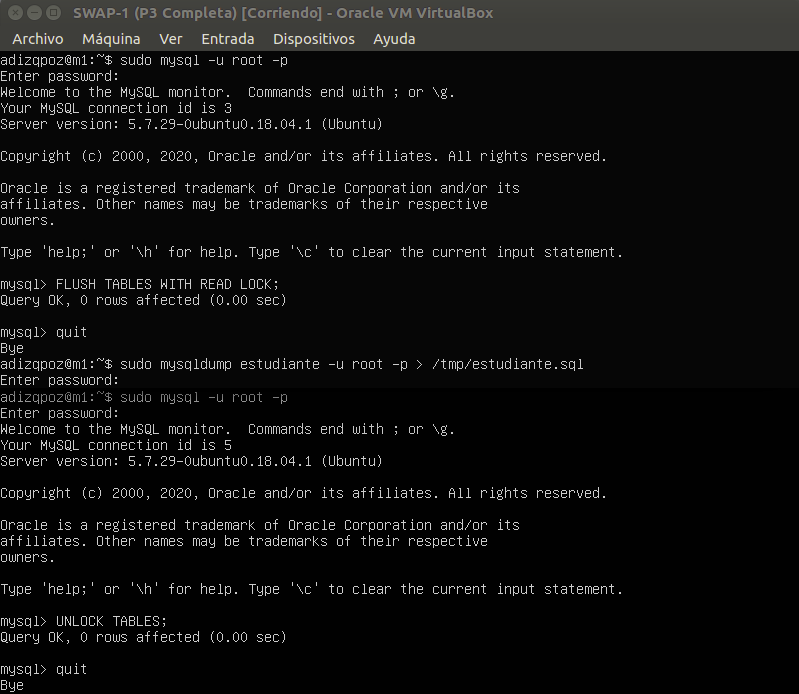 SWAP-1 (P3 Completa) [Corriendo] - Oracle VM VirtualBox
Archivo Máquina Ver Entrada Dispositivos Ayuda
adizqpoz@m1:~$ sudo mysql -u root -p
Enter password:
Welcome to the MySQL monitor.  Commands end with ; or \g.
Your MySQL connection id is 3
Server version: 5.7.29-0ubuntu0.18.04.1 (Ubuntu)
Copyright (c) 2000, 2020, Oracle and/or its affiliates. All rights reserved.
Oracle is a registered trademark of Oracle Corporation and/or its
affiliates. Other names may be trademarks of their respective
owners.
Type 'help;' or '\h' for help. Type '\c' to clear the current input statement.
mysql> FLUSH TABLES WITH READ LOCK;
Query OK, 0 rows affected (0.00 sec)
mysql> quit
Bye
adizqpoz@m1:~$ sudo mysqldump estudiante -u root -p > /tmp/estudiante.sql
Enter password:
adizqpoz@m1:~$ sudo mysql -u root -p
Enter password:
Welcome to the MySQL monitor.  Commands end with ; or \g.
Your MySQL connection id is 5
Server version: 5.7.29-0ubuntu0.18.04.1 (Ubuntu)
Copyright (c) 2000, 2020, Oracle and/or its affiliates. All rights reserved.
Oracle is a registered trademark of Oracle Corporation and/or its
affiliates. Other names may be trademarks of their respective
owners.
Type 'help;' or '\h' for help. Type '\c' to clear the current input statement.
mysql> UNLOCK TABLES;
Query OK, 0 rows affected (0.00 sec)
mysql> quit
Bye